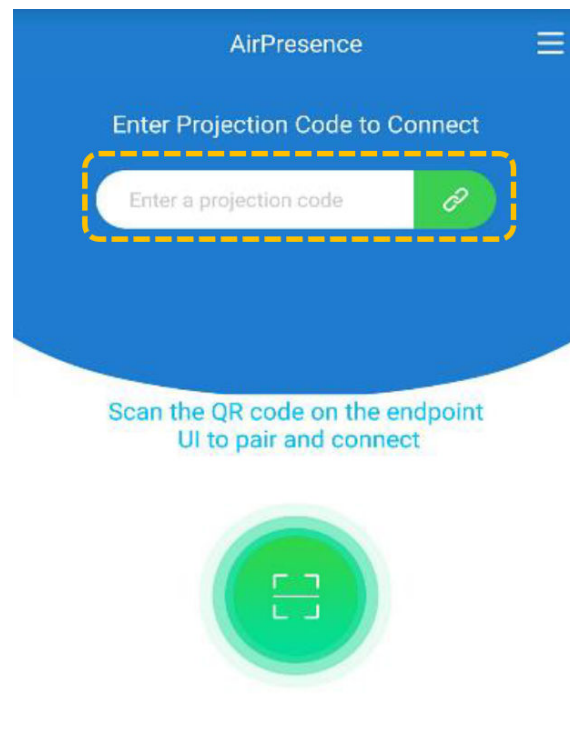 AirPresence
Enter Projection Code to Connect
Enter a projection code
Scan the QR code on the endpoint
UI to pair and connect